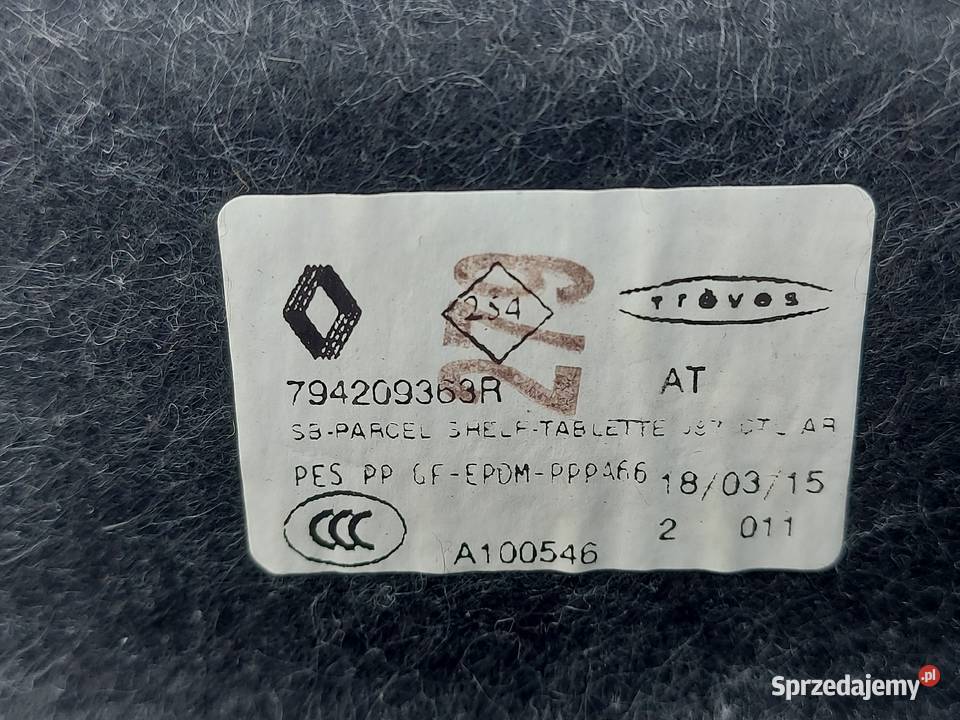 254
Trèves
794209363R
AT
SB-PARCEL SHELF-TABLETTE AR
PES PP GF-EPDM-PPPA66
18/03/15
2 011
CCC
A100546
Sprzedajemy.pl